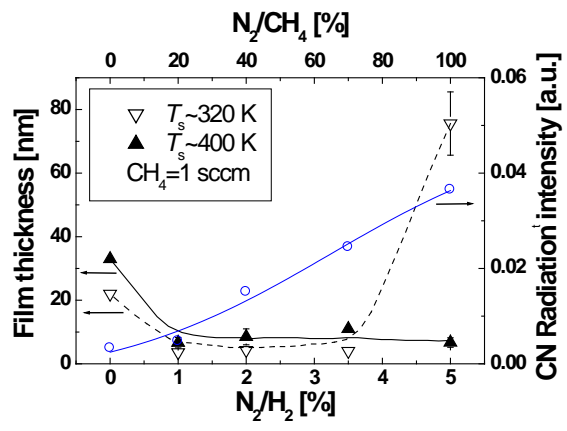 N2/CH4 [%]
0 20 40 60 80 100
Film thickness [nm]
80
60
40
20
0
Ts~320 K
Ts~400 K
CH4=1 sccm
0.06
0.04
0.02
0.00
CN Radiation intensity [a.u.]
0 1 2 3 4 5
N2/H2 [%]